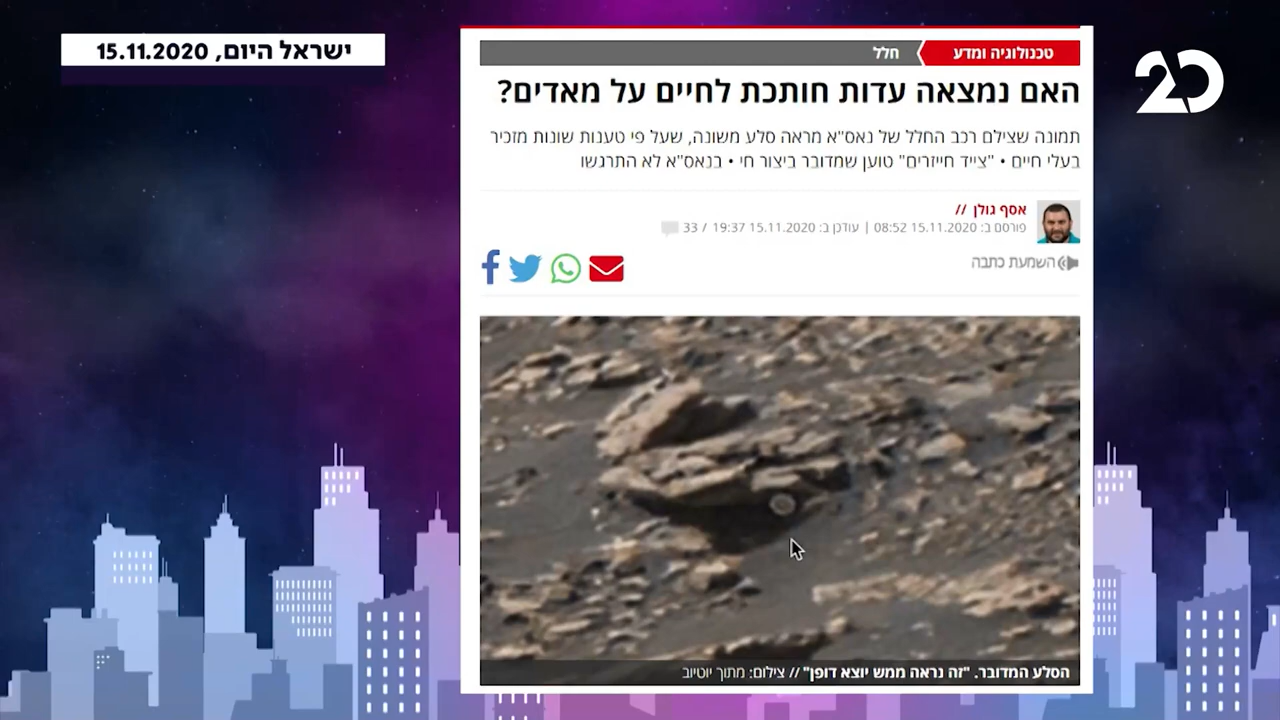 ישראל היום, 15.11.2020
20
טכנולוגיה ומדע
חלל
האם נמצאה עדות חותכת לחיים על מאדים?
תמונה שצילם רכב החלל של נאס"א מראה סלע משונה, שעל פי טענות שונות מזכיר
בעלי חיים • "צייד חייזרים" טוען שמדובר ביצור חי • בנאס"א לא התרגשו
אסף גולן //
פורסם ב: 15.11.2020 08:52 | עודכן ב: 15.11.2020 19:37 / 33
השמעת כתבה
הסלע המדובר. "זה נראה ממש יוצא דופן" // צילום: מתוך יוטיוב